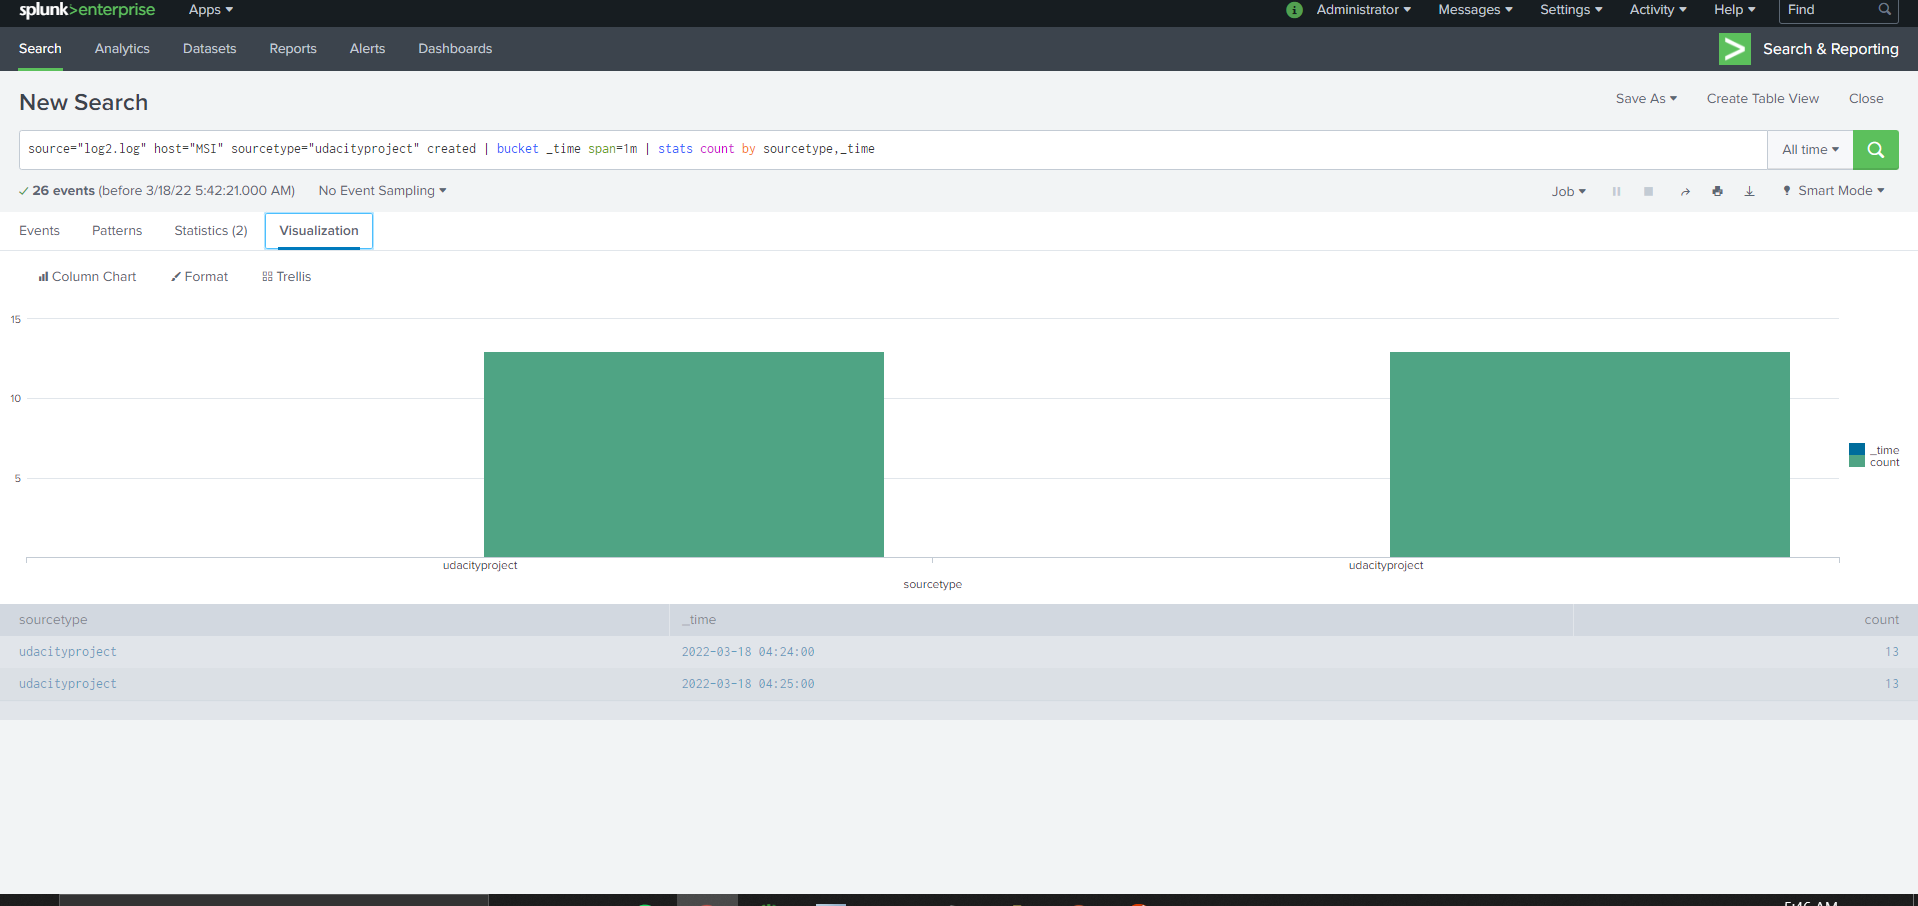 splunk>enterprise Apps Administrator Messages Settings Activity Help Find
Search Analytics Datasets Reports Alerts Dashboards Search & Reporting
New Search Save As Create Table View Close
source="log2.log" host="MSI" sourcetype="udacityproject" created | bucket _time span=1m | stats count by sourcetype,_time All time
26 events (before 3/18/22 5:42:21.000 AM) No Event Sampling Job Smart Mode
Events Patterns Statistics (2) Visualization
Column Chart Format Trellis
15
10
5
_time
count
udacityproject udacityproject
sourcetype
sourcetype _time count
udacityproject 2022-03-18 04:24:00 13
udacityproject 2022-03-18 04:25:00 13
5:46 AM